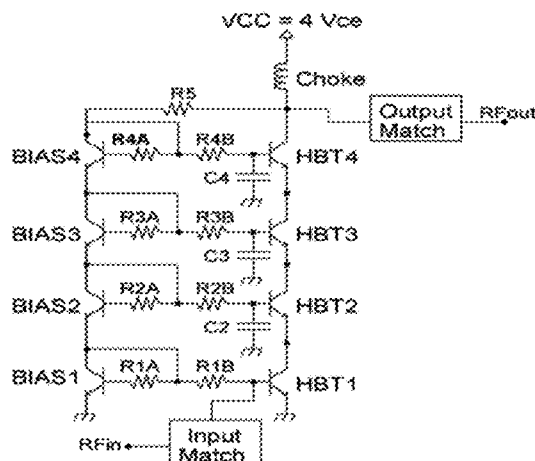 VCC = 4 Vce
Choke
R5
Output
Match
RFout
R4A
R4B
BIAS4
HBT4
C4
R3A
R3B
BIAS3
HBT3
C3
R2A
R2B
BIAS2
HBT2
C2
R1A
R1B
BIAS1
HBT1
RFin
Input
Match